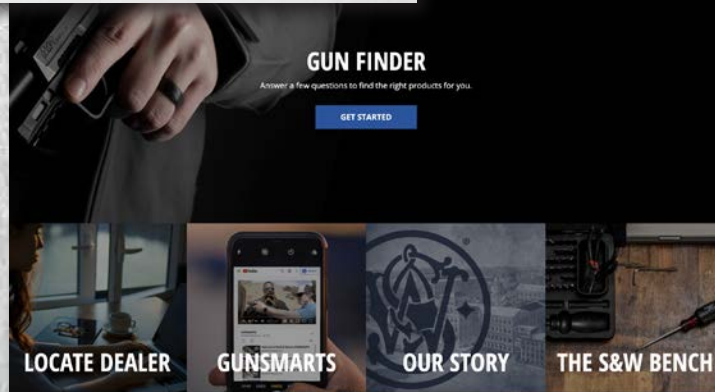 GUN FINDER
Answer a few questions to find the right products for you.
GET STARTED
LOCATE DEALER
GUNSMARTS
OUR STORY
THE S&W BENCH